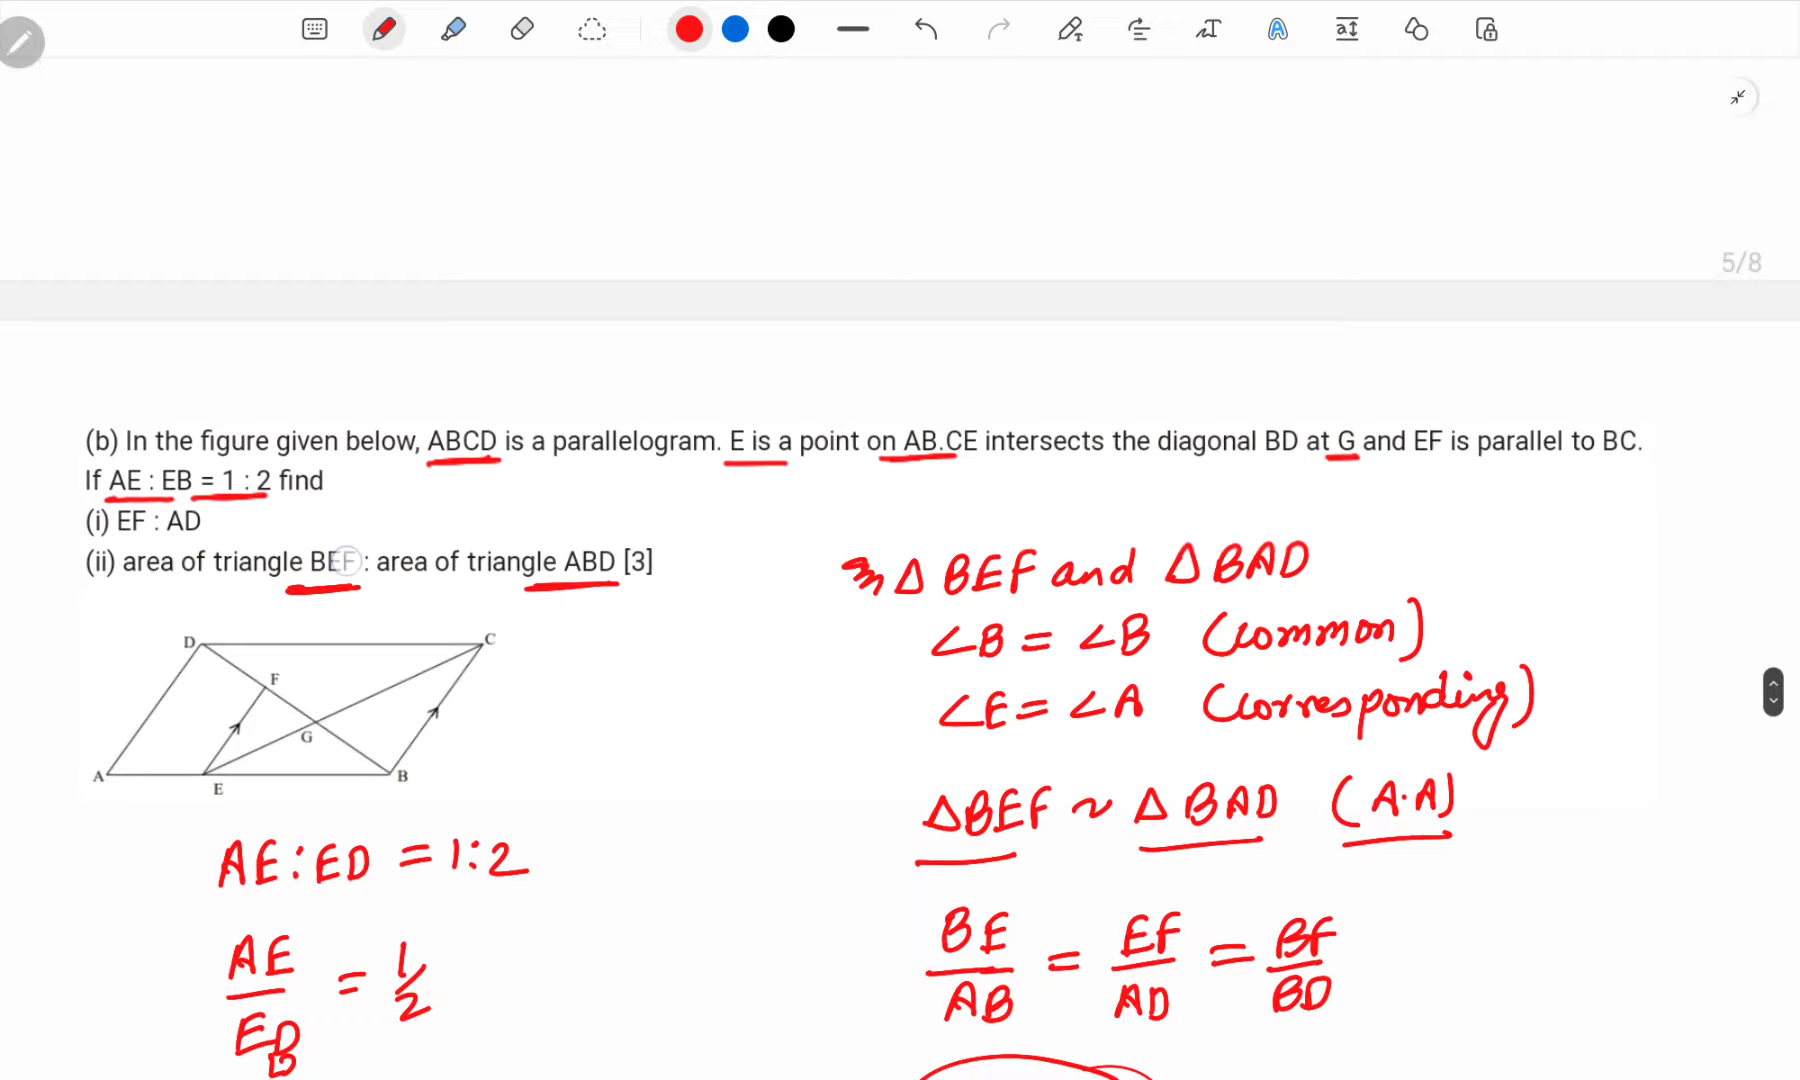 5/8
(b) In the figure given below, ABCD is a parallelogram. E is a point on AB.CE intersects the diagonal BD at G and EF is parallel to BC.
If AE : EB = 1 : 2 find
(i) EF : AD
(ii) area of triangle BEF : area of triangle ABD [3]
D
C
F
G
A
E
B
AE : ED = 1:2
AE/EB = 1/2
△ BEF and △ BAD
∠B = ∠B (common)
∠E = ∠A (corresponding)
△BEF ~ △ BAD (A.A)
BE/AB = EF/AD = BF/BD